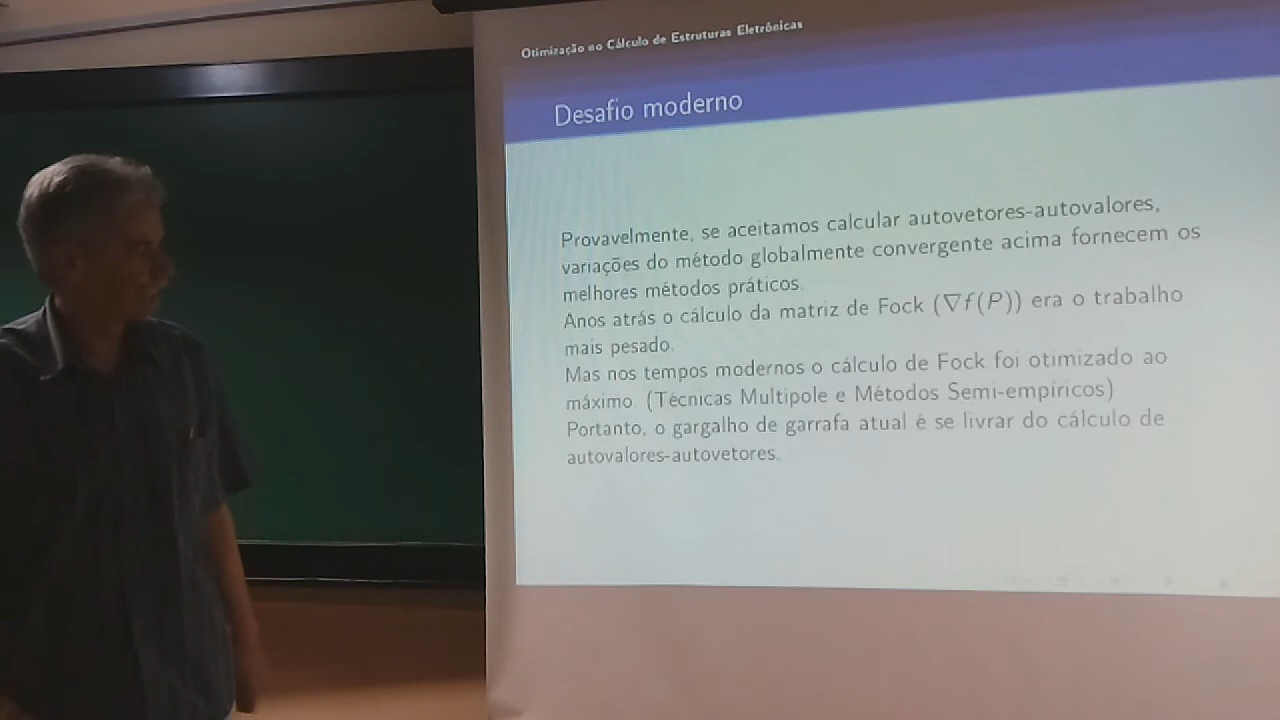 Otimização no Cálculo de Estruturas Eletrônicas
Desafio moderno
Provavelmente, se aceitamos calcular autovetores-autovalores,
variações do método globalmente convergente acima fornecem os
melhores métodos práticos.
Anos atrás o cálculo da matriz de Fock (∇f(P)) era o trabalho
mais pesado.
Mas nos tempos modernos o cálculo de Fock foi otimizado ao
máximo. (Técnicas Multipole e Métodos Semi-empíricos)
Portanto, o gargalho de garrafa atual é se livrar do cálculo de
autovalores-autovetores.